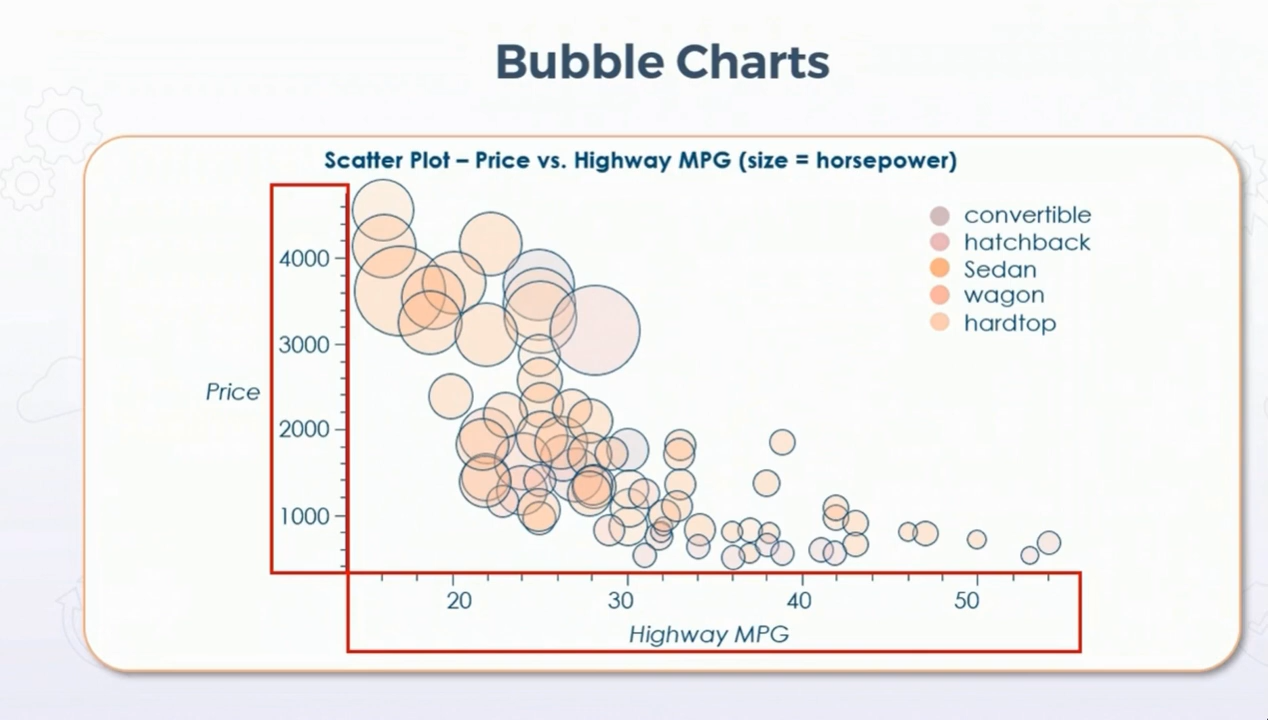 Bubble Charts
Scatter Plot – Price vs. Highway MPG (size = horsepower)
convertible
hatchback
Sedan
wagon
hardtop
4000
3000
Price
2000
1000
20 30 40 50
Highway MPG